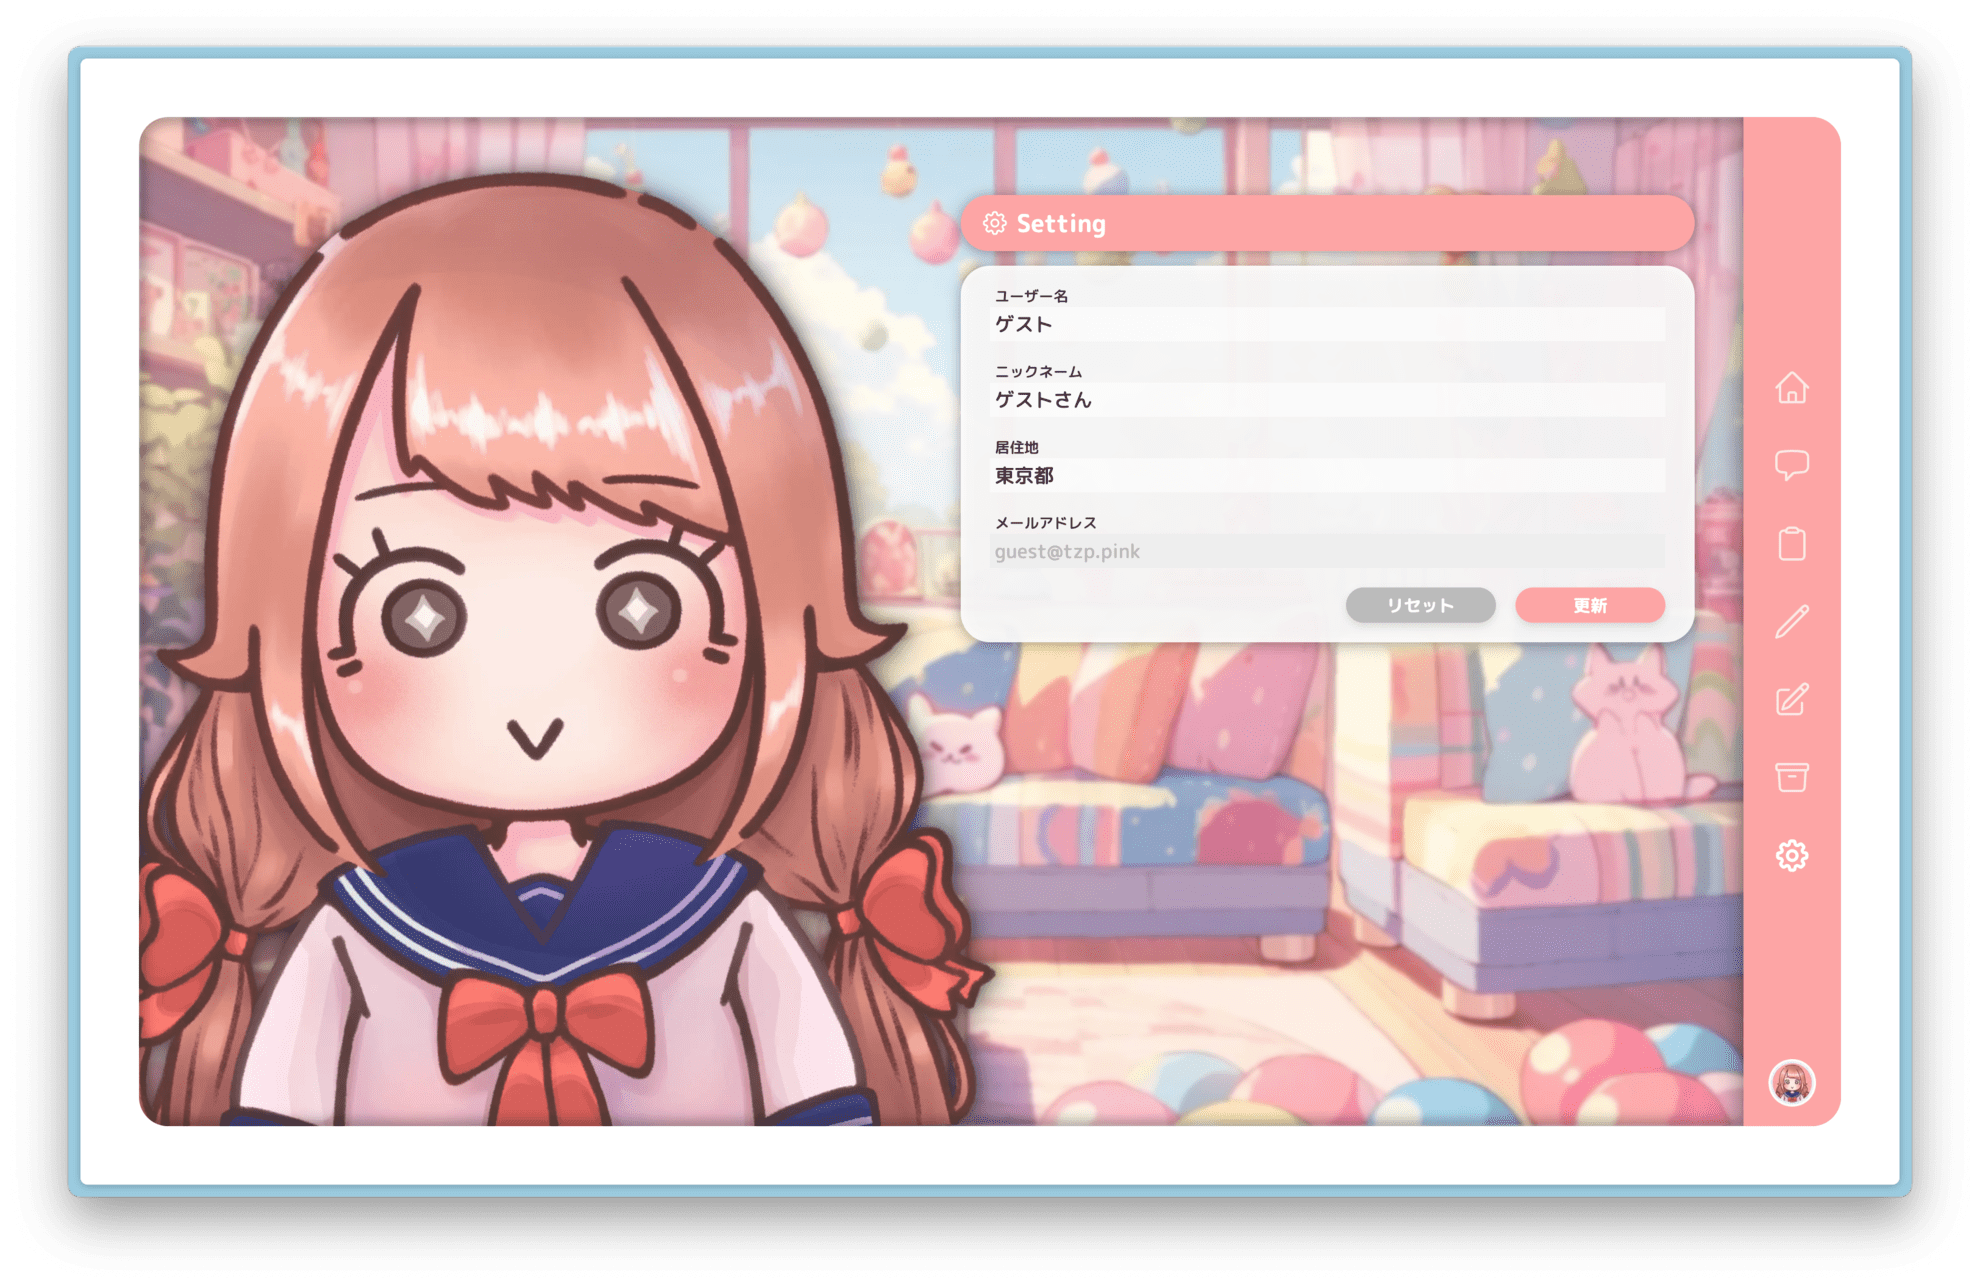 Setting
ユーザー名
ゲスト
ニックネーム
ゲストさん
居住地
東京都
メールアドレス
guest@tzp.pink
リセット
更新